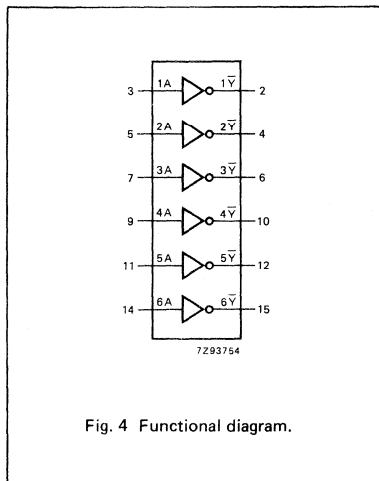 3 1A 1Y̅ 2
5 2A 2Y̅ 4
7 3A 3Y̅ 6
9 4A 4Y̅ 10
11 5A 5Y̅ 12
14 6A 6Y̅ 15
7Z93754
Fig. 4 Functional diagram.